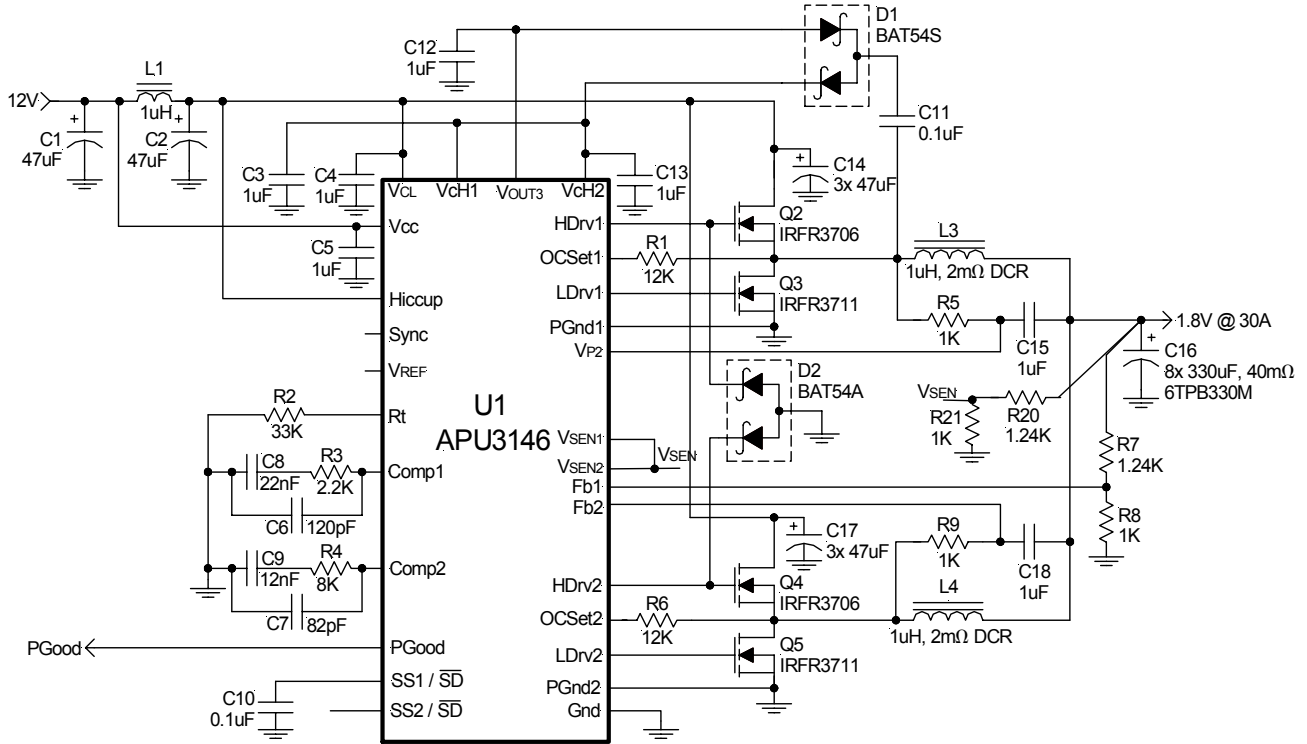 D1
BAT54S
C12
1uF
L1
1uH
12V
C1
47uF
C2
47uF
C11
0.1uF
C3
1uF
C4
1uF
C13
1uF
C14
3x 47uF
VCL
VcH1
VOUT3
VcH2
Vcc
C5
1uF
Hiccup
Sync
VREF
Rt
R2
33K
C8
22nF
R3
2.2K
Comp1
C6
120pF
C9
12nF
R4
8K
Comp2
C7
82pF
PGood
PGood
SS1 / SD
C10
0.1uF
SS2 / SD
U1
APU3146
HDrv1
OCSet1
LDrv1
PGnd1
VP2
VSEN1
VSEN2
VSEN
Fb1
Fb2
HDrv2
OCSet2
LDrv2
PGnd2
Gnd
R1
12K
Q2
IRFR3706
Q3
IRFR3711
L3
1uH, 2mΩ DCR
R5
1K
C15
1uF
1.8V @ 30A
C16
8x 330uF, 40mΩ
6TPB330M
D2
BAT54A
VSEN
R21
1K
R20
1.24K
R7
1.24K
R8
1K
C17
3x 47uF
R9
1K
C18
1uF
Q4
IRFR3706
R6
12K
L4
1uH, 2mΩ DCR
Q5
IRFR3711